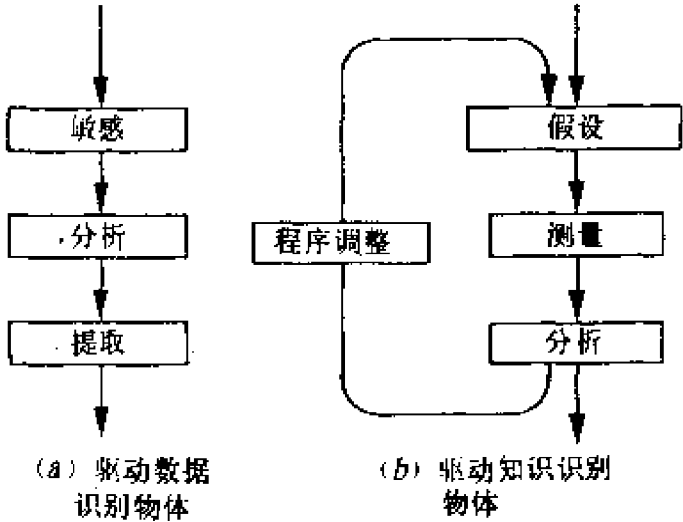 敏感
分析
提取
(a) 驱动数据
识别物体
假设
测量
分析
程序调整
(b) 驱动知识识别
物体